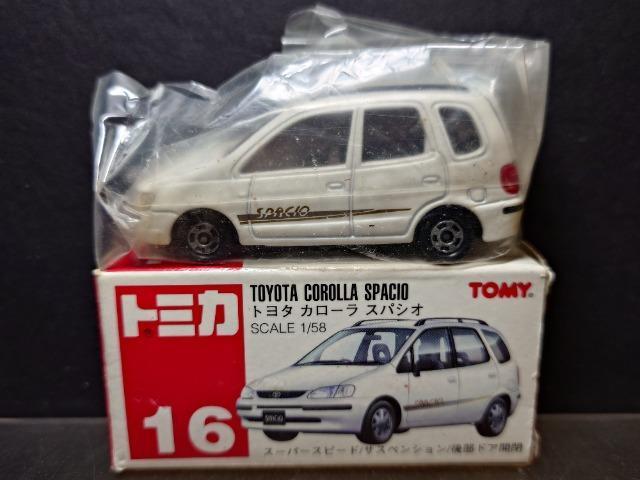 SPACIO
トミカ
16
TOYOTA COROLLA SPACIO
トヨタ カローラ スパシオ
SCALE 1/58
TOMY
SPACIO
SPACIO
スーパースピード/サスペンション/後部ドア開閉